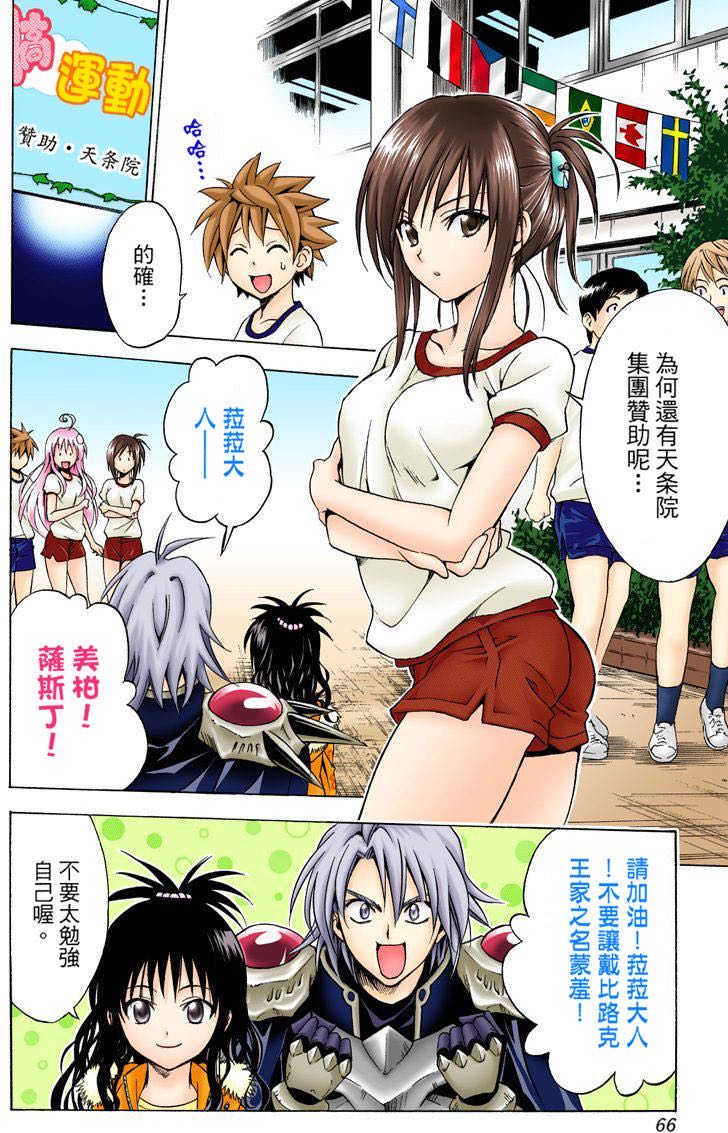 為何還有天条院
集團贊助呢…
運動
贊助・天条院
哈哈…
的確…
菈菈大
人——
美柑！
薩斯丁！
請加油！菈菈大人
！不要讓戴比路克
王家之名蒙羞！
不要太勉強
自己喔。
66